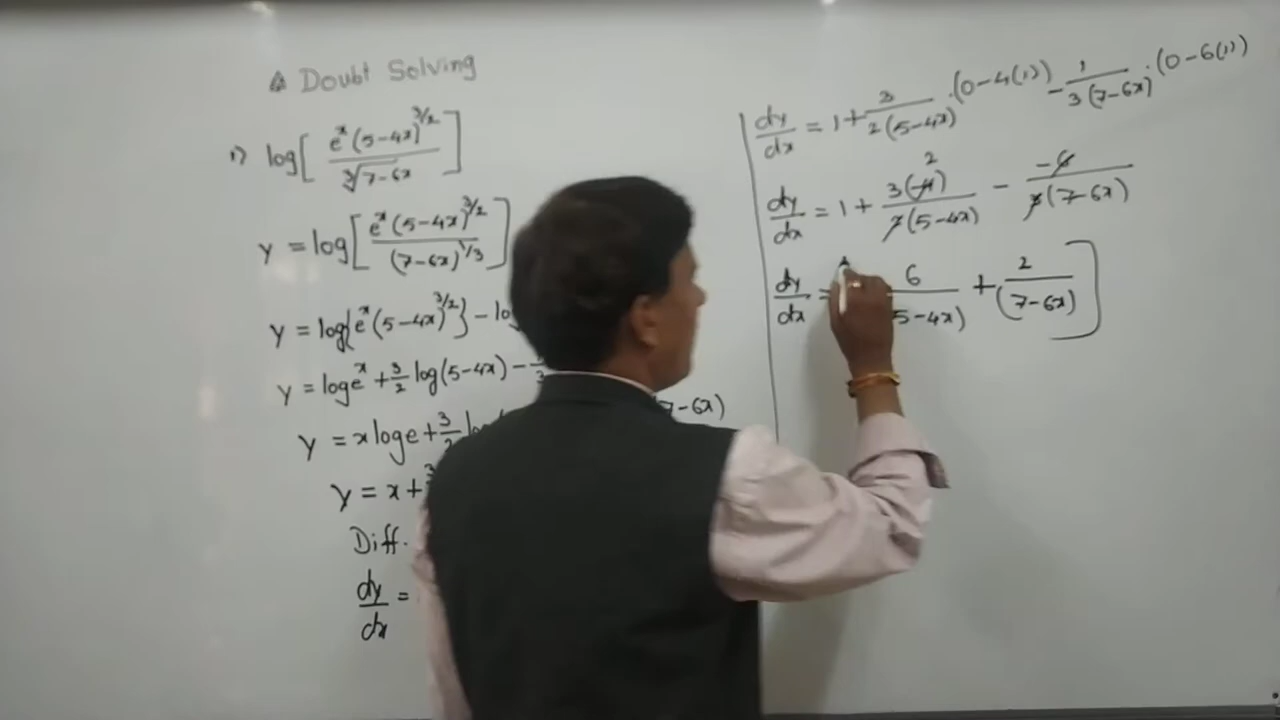 Doubt Solving
1) log[ e^x (5-4x)^3/2 / ∛7-6x ]
y = log[ e^x (5-4x)^3/2 / (7-6x)^1/3 ]
y = log{e^x (5-4x)^3/2} - lo
y = log e^x + 3/2 log(5-4x) -
y = x log e + 3/2 7-6x)
y = x +
Diff.
dy/dx =
dy/dx = 1 + 3/2(5-4x) · (0-4(1)) - 1/3(7-6x) · (0-6(1))
dy/dx = 1 + 3(-4) 2/2(5-4x) - -6/3(7-6x)
dy/dx = 6/5-4x) + 2/(7-6x) ]